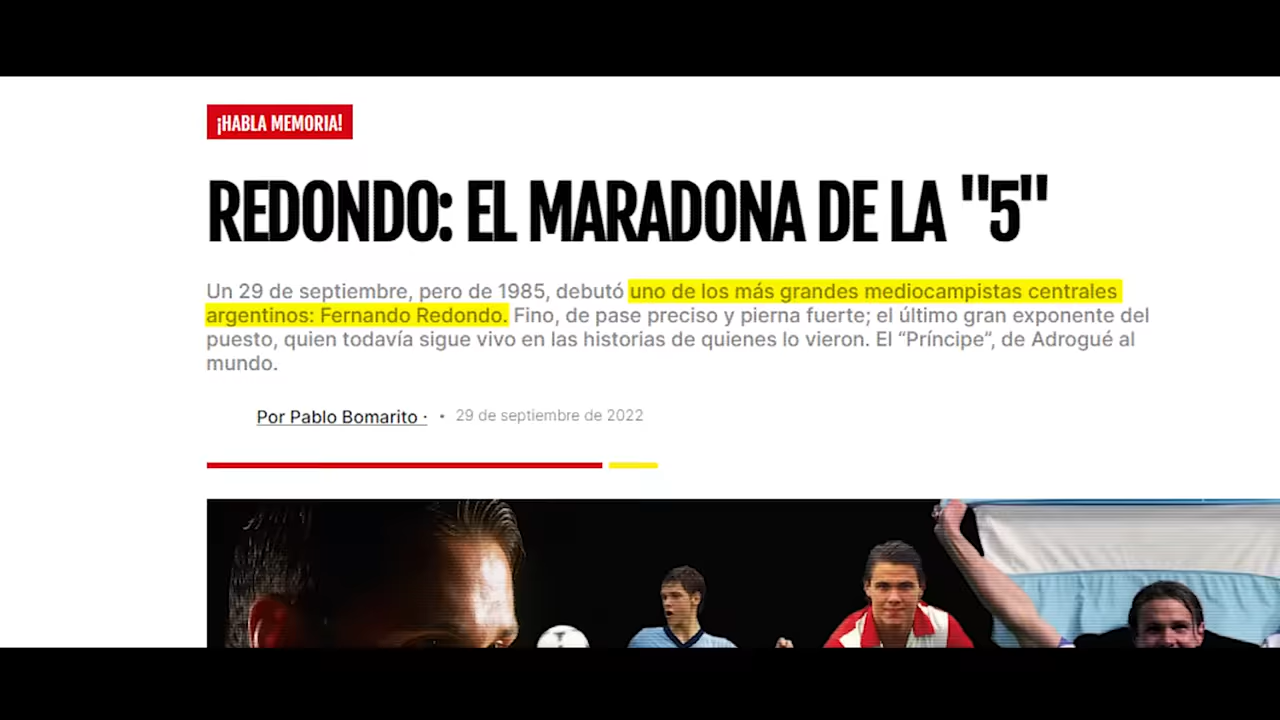 ¡HABLA MEMORIA!
REDONDO: EL MARADONA DE LA "5"
Un 29 de septiembre, pero de 1985, debutó uno de los más grandes mediocampistas centrales
argentinos: Fernando Redondo. Fino, de pase preciso y pierna fuerte; el último gran exponente del
puesto, quien todavía sigue vivo en las historias de quienes lo vieron. El “Príncipe”, de Adrogué al
mundo.
Por Pablo Bomarito · • 29 de septiembre de 2022